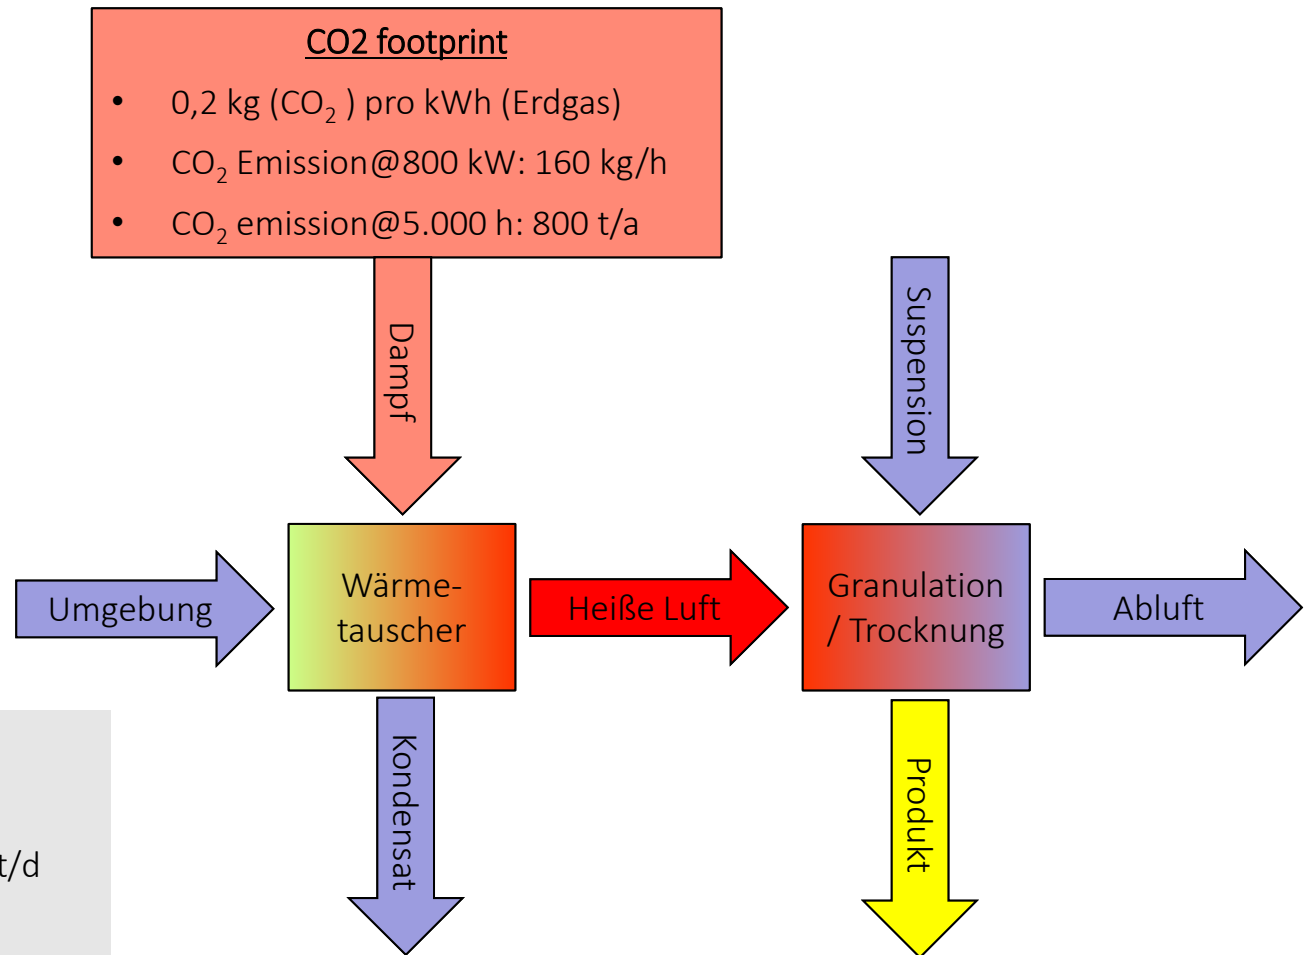 CO2 footprint
• 0,2 kg (CO₂ ) pro kWh (Erdgas)
• CO₂ Emission@800 kW: 160 kg/h
• CO₂ emission@5.000 h: 800 t/a
Dampf
Suspension
Umgebung
Wärme-
tauscher
Heiße Luft
Granulation
/ Trocknung
Abluft
Kondensat
Produkt
t/d